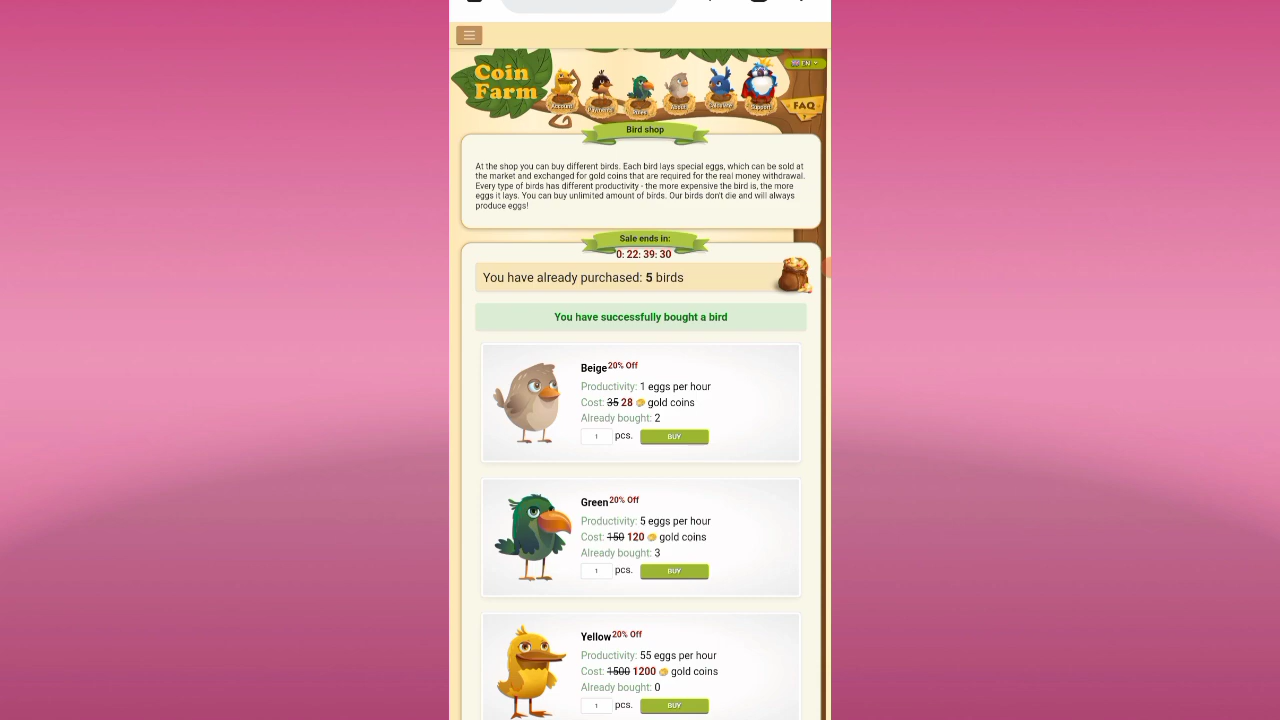 EN
Coin
Farm
Account
Payments
Support
FAQ
Bird shop
At the shop you can buy different birds. Each bird lays special eggs, which can be sold at
the market and exchanged for gold coins that are required for the real money withdrawal.
Every type of birds has different productivity - the more expensive the bird is, the more
eggs it lays. You can buy unlimited amount of birds. Our birds don't die and will always
produce eggs!
Sale ends in:
0: 22: 39: 30
You have already purchased: 5 birds
You have successfully bought a bird
Beige 20% Off
Productivity: 1 eggs per hour
Cost: 35 28 gold coins
Already bought: 2
1 pcs. BUY
Green 20% Off
Productivity: 5 eggs per hour
Cost: 150 120 gold coins
Already bought: 3
1 pcs. BUY
Yellow 20% Off
Productivity: 55 eggs per hour
Cost: 1500 1200 gold coins
Already bought: 0
1 pcs. BUY